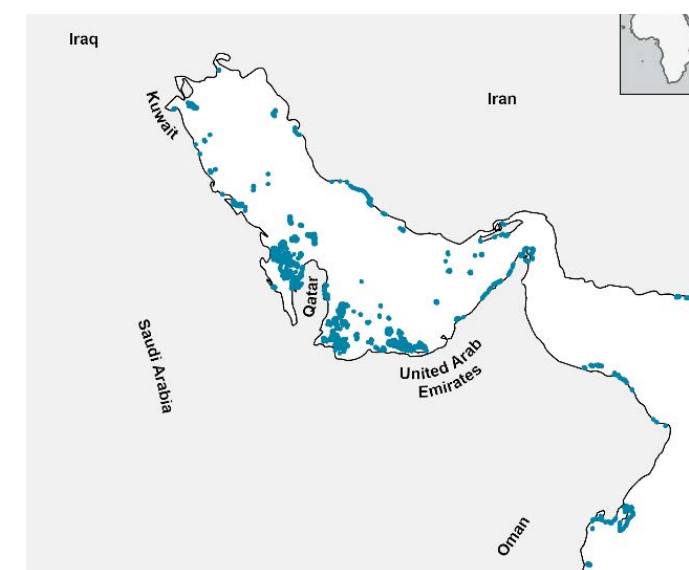 Iraq
Iran
Kuwait
Qatar
Saudi Arabia
United Arab
Emirates
Oman